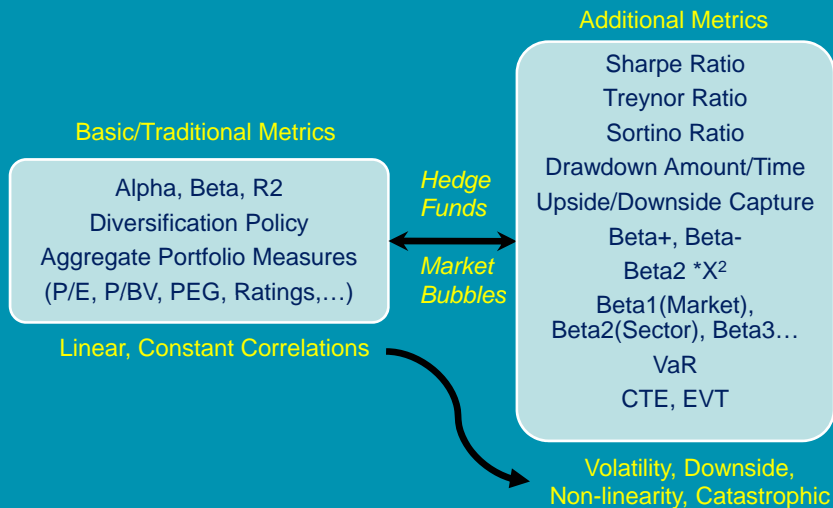 Additional Metrics
Sharpe Ratio
Treynor Ratio
Sortino Ratio
Drawdown Amount/Time
Upside/Downside Capture
Beta+, Beta-
Beta2 *X²
Beta1(Market),
Beta2(Sector), Beta3…
VaR
CTE, EVT
Basic/Traditional Metrics
Alpha, Beta, R2
Diversification Policy
Aggregate Portfolio Measures
(P/E, P/BV, PEG, Ratings,…)
Hedge
Funds
Market
Bubbles
Linear, Constant Correlations
Volatility, Downside,
Non-linearity, Catastrophic